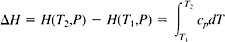 ΔH = H(T₂,P) − H(T₁,P) = ∫_{T₁}^{T₂} c_p dT